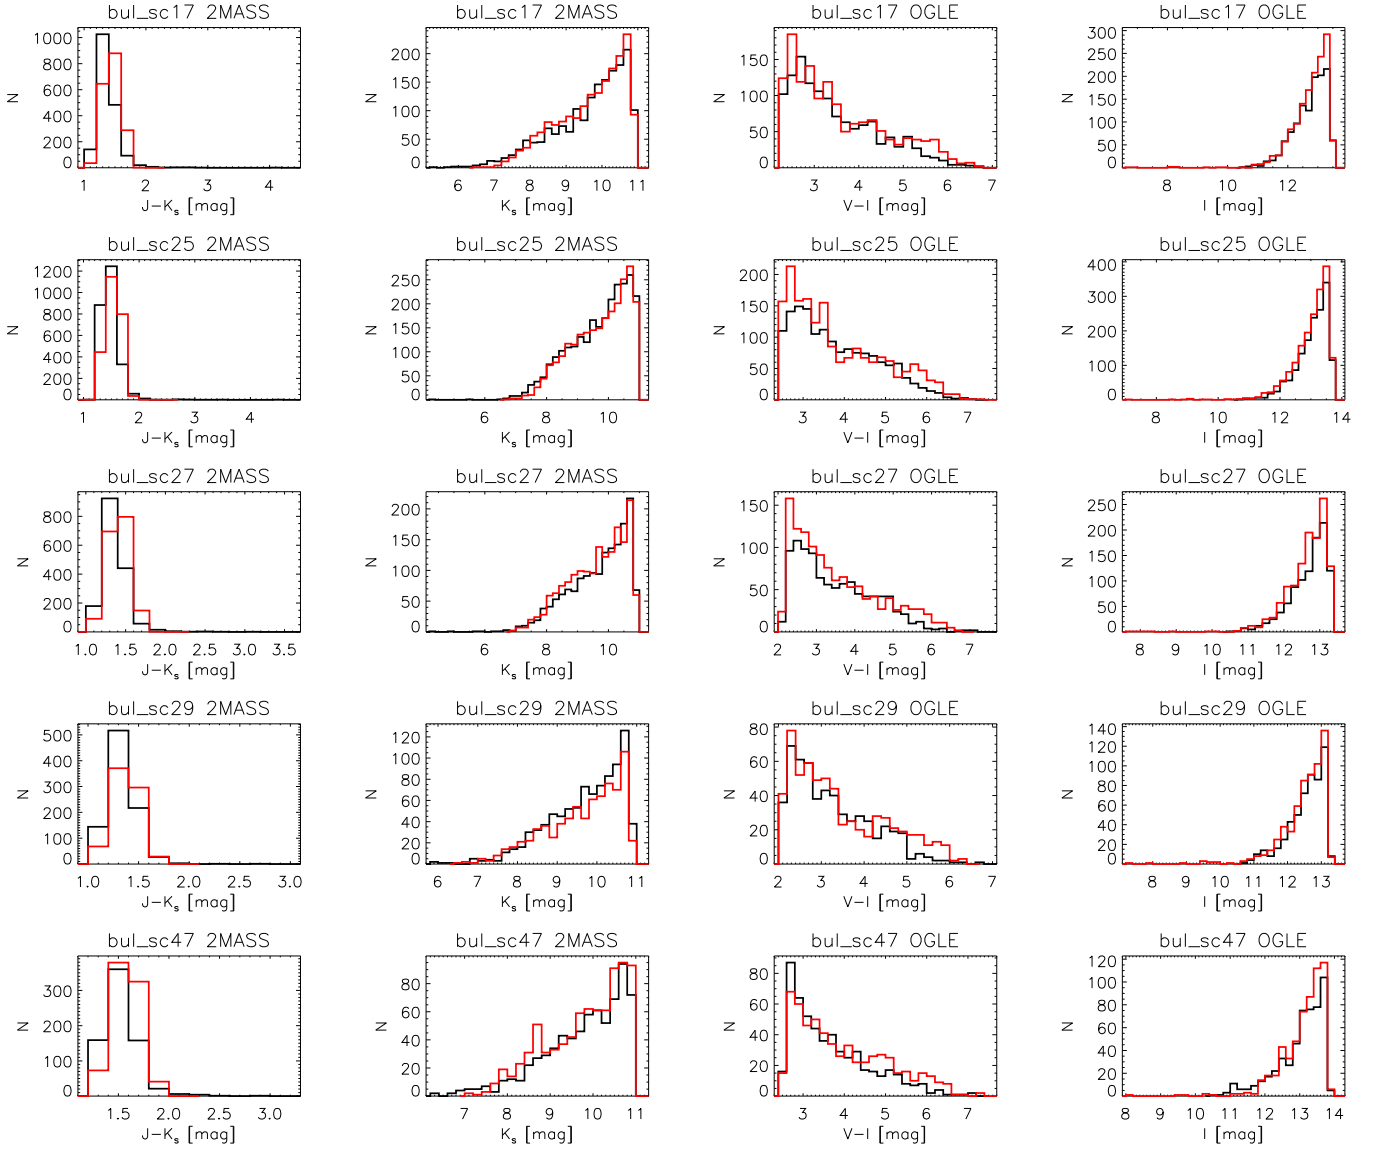 bul_sc17 2MASS
1000
800
600
400
200
0
N
1 2 3 4
J−Ks [mag]
bul_sc17 2MASS
200
150
100
50
0
N
6 7 8 9 10 11
Ks [mag]
bul_sc17 OGLE
150
100
50
0
N
3 4 5 6 7
V−I [mag]
bul_sc17 OGLE
300
250
200
150
100
50
0
N
8 10 12
I [mag]
bul_sc25 2MASS
1200
1000
800
600
400
200
0
N
1 2 3 4
J−Ks [mag]
bul_sc25 2MASS
250
200
150
100
50
0
N
6 8 10
Ks [mag]
bul_sc25 OGLE
200
150
100
50
0
N
3 4 5 6 7
V−I [mag]
bul_sc25 OGLE
400
300
200
100
0
N
8 10 12 14
I [mag]
bul_sc27 2MASS
800
600
400
200
0
N
1.0 1.5 2.0 2.5 3.0 3.5
J−Ks [mag]
bul_sc27 2MASS
200
150
100
50
0
N
6 8 10
Ks [mag]
bul_sc27 OGLE
150
100
50
0
N
2 3 4 5 6 7
V−I [mag]
bul_sc27 OGLE
250
200
150
100
50
0
N
8 9 10 11 12 13
I [mag]
bul_sc29 2MASS
500
400
300
200
100
0
N
1.0 1.5 2.0 2.5 3.0
J−Ks [mag]
bul_sc29 2MASS
120
100
80
60
40
20
0
N
6 7 8 9 10 11
Ks [mag]
bul_sc29 OGLE
80
60
40
20
0
N
2 3 4 5 6 7
V−I [mag]
bul_sc29 OGLE
140
120
100
80
60
40
20
0
N
8 9 10 11 12 13
I [mag]
bul_sc47 2MASS
300
200
100
0
N
1.5 2.0 2.5 3.0
J−Ks [mag]
bul_sc47 2MASS
80
60
40
20
0
N
7 8 9 10 11
Ks [mag]
bul_sc47 OGLE
80
60
40
20
0
N
3 4 5 6 7
V−I [mag]
bul_sc47 OGLE
120
100
80
60
40
20
0
N
8 9 10 11 12 13 14
I [mag]